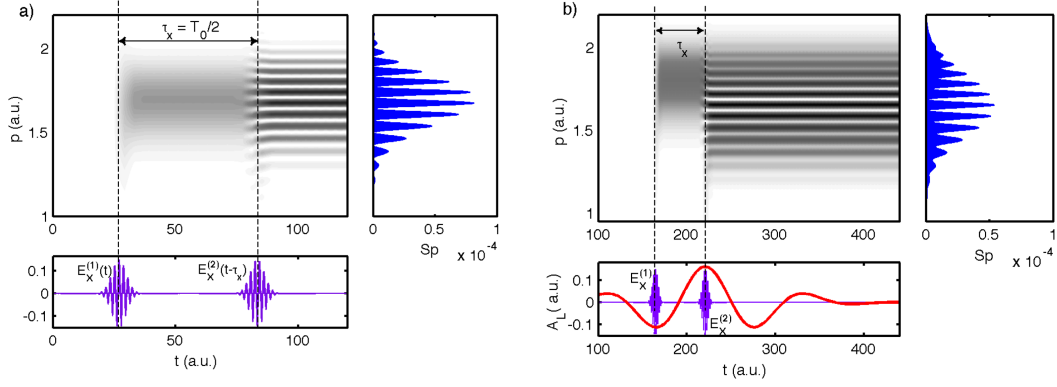 a)
τx = T0/2
p (a.u.)
2
1.5
1
50
100
0
0.5
1
Sp
x 10-4
Ex(1)(t)
Ex(2)(t-τx)
0.1
0
-0.1
0
50
100
t (a.u.)
b)
τx
p (a.u.)
2
1.5
1
100
200
300
400
0
0.5
1
Sp
x 10-4
Ex(1)
Ex(2)
AL( a.u.)
0.1
0
-0.1
100
200
300
400
t (a.u.)